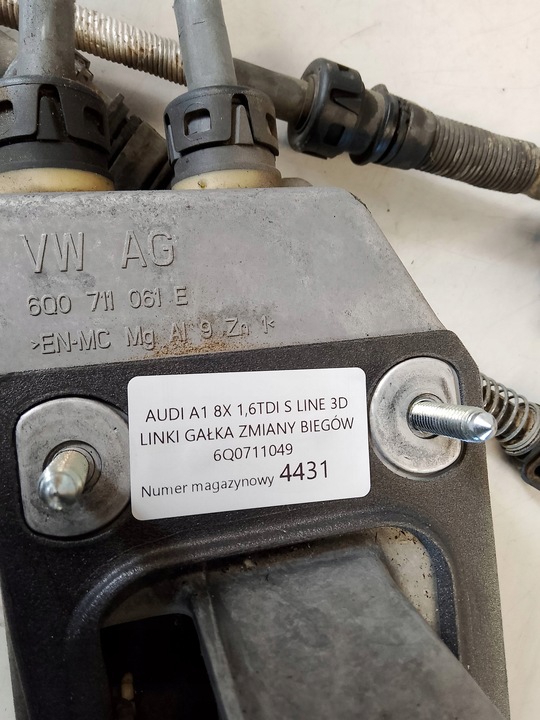 VW AG
6Q0 711 061 E
>EN-MC Mg Al 9 Zn 1<
AUDI A1 8X 1,6TDI S LINE 3D
LINKI GAŁKA ZMIANY BIEGÓW
6Q0711049
Numer magazynowy 4431